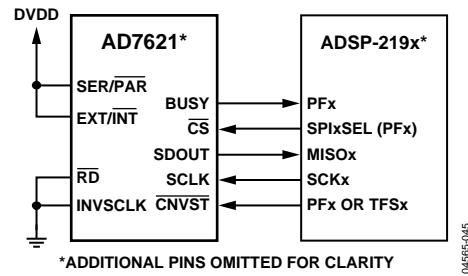 DVDD
AD7621*
ADSP-219x*
SER/PAR
EXT/INT
RD
INVSCLK
BUSY
CS
SDOUT
SCLK
CNVST
PFx
SPIxSEL (PFx)
MISOx
SCKx
PFx OR TFSx
*ADDITIONAL PINS OMITTED FOR CLARITY
04565-045